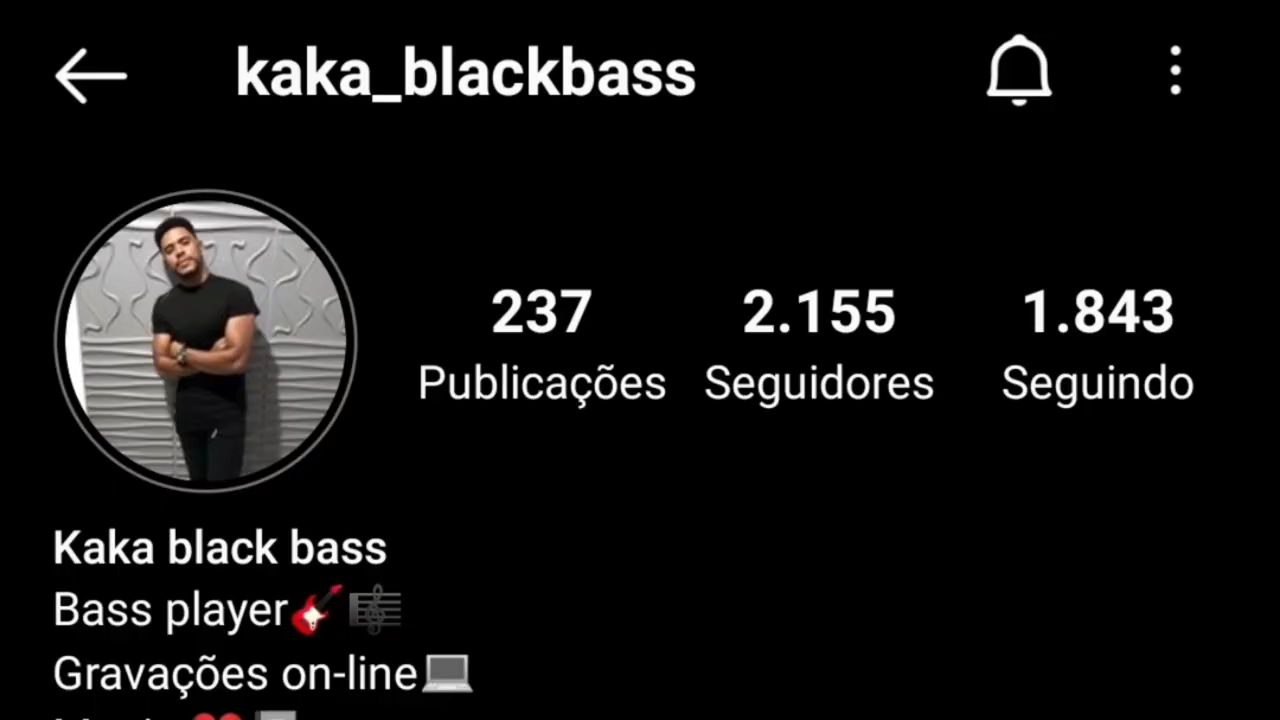 kaka_blackbass
237 2.155 1.843
Publicações Seguidores Seguindo
Kaka black bass
Bass player🎸🎼
Gravações on-line💻